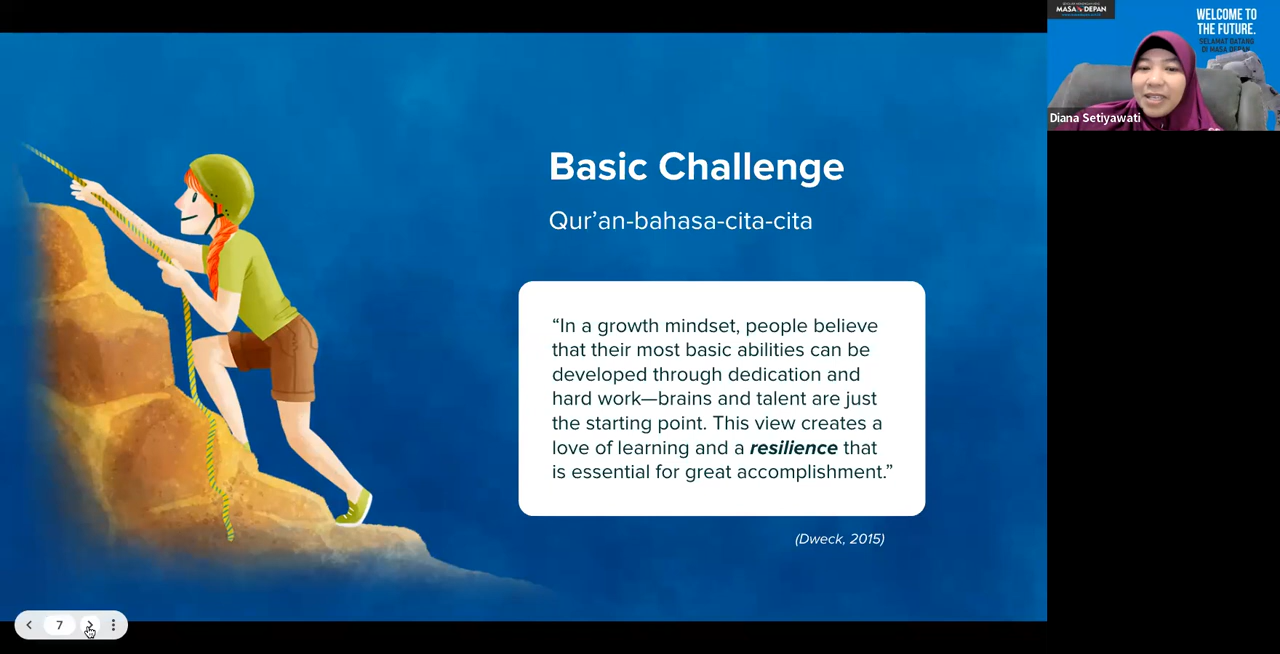 Basic Challenge
Qur’an-bahasa-cita-cita
“In a growth mindset, people believe
that their most basic abilities can be
developed through dedication and
hard work—brains and talent are just
the starting point. This view creates a
love of learning and a resilience that
is essential for great accomplishment.”
(Dweck, 2015)
7
MASA DEPAN
WELCOME TO
THE FUTURE.
SELAMAT DATANG
DI MASA DEPAN
Diana Setiyawati